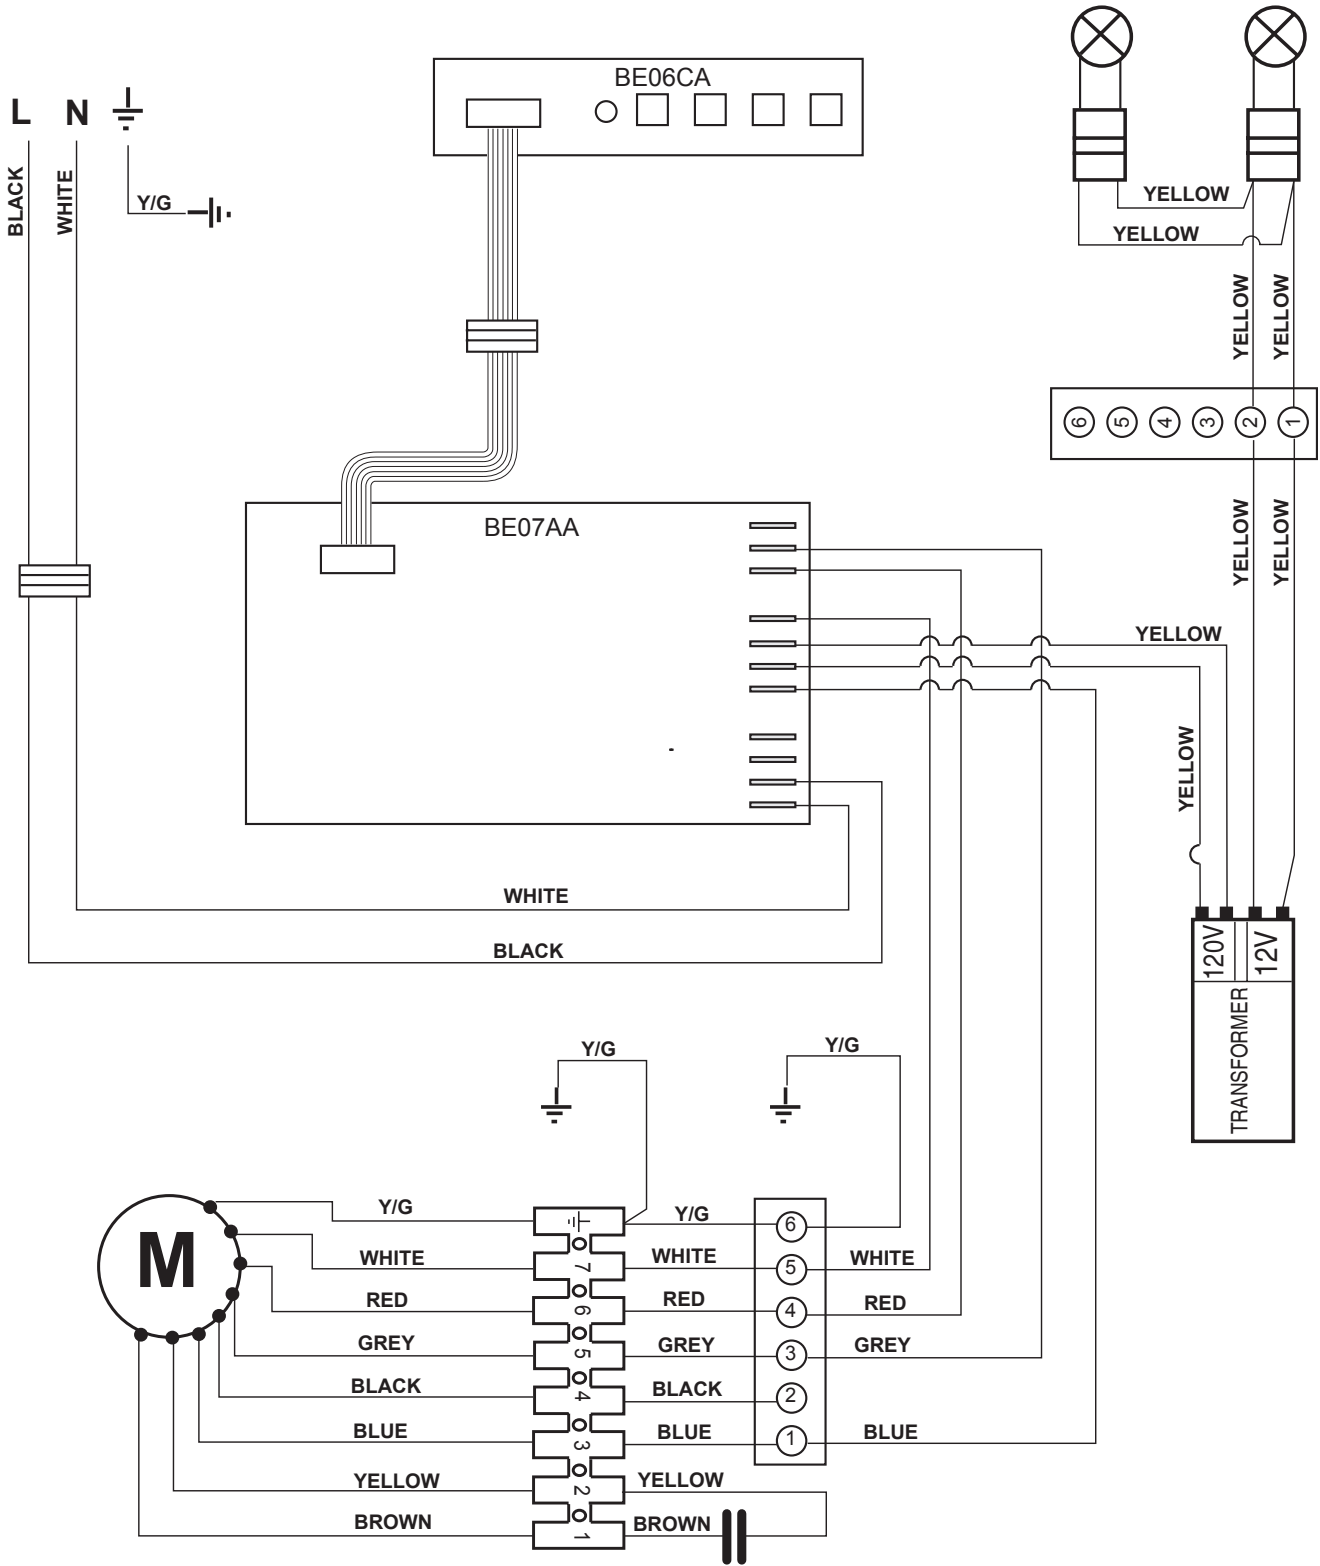 BE06CA
L N
BLACK
WHITE
Y/G
YELLOW
YELLOW
YELLOW
YELLOW
6 5 4 3 2 1
BE07AA
YELLOW
YELLOW
YELLOW
YELLOW
WHITE
BLACK
120V
12V
TRANSFORMER
Y/G
Y/G
M
Y/G
Y/G
6
WHITE
7
WHITE
5
WHITE
RED
6
RED
4
RED
GREY
5
GREY
3
GREY
BLACK
4
BLACK
2
BLUE
3
BLUE
1
BLUE
YELLOW
2
YELLOW
BROWN
1
BROWN